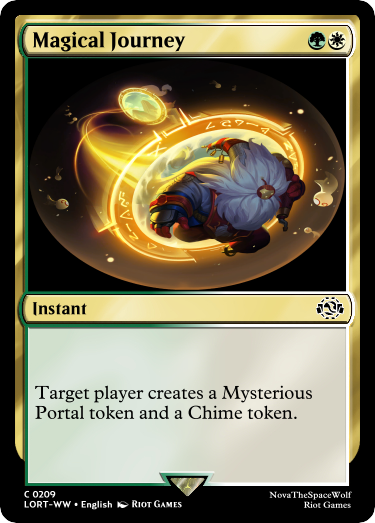 Magical Journey
Instant
Target player creates a Mysterious
Portal token and a Chime token.
C 0209
LORT-WW • English RIOT GAMES
NovaTheSpaceWolf
Riot Games